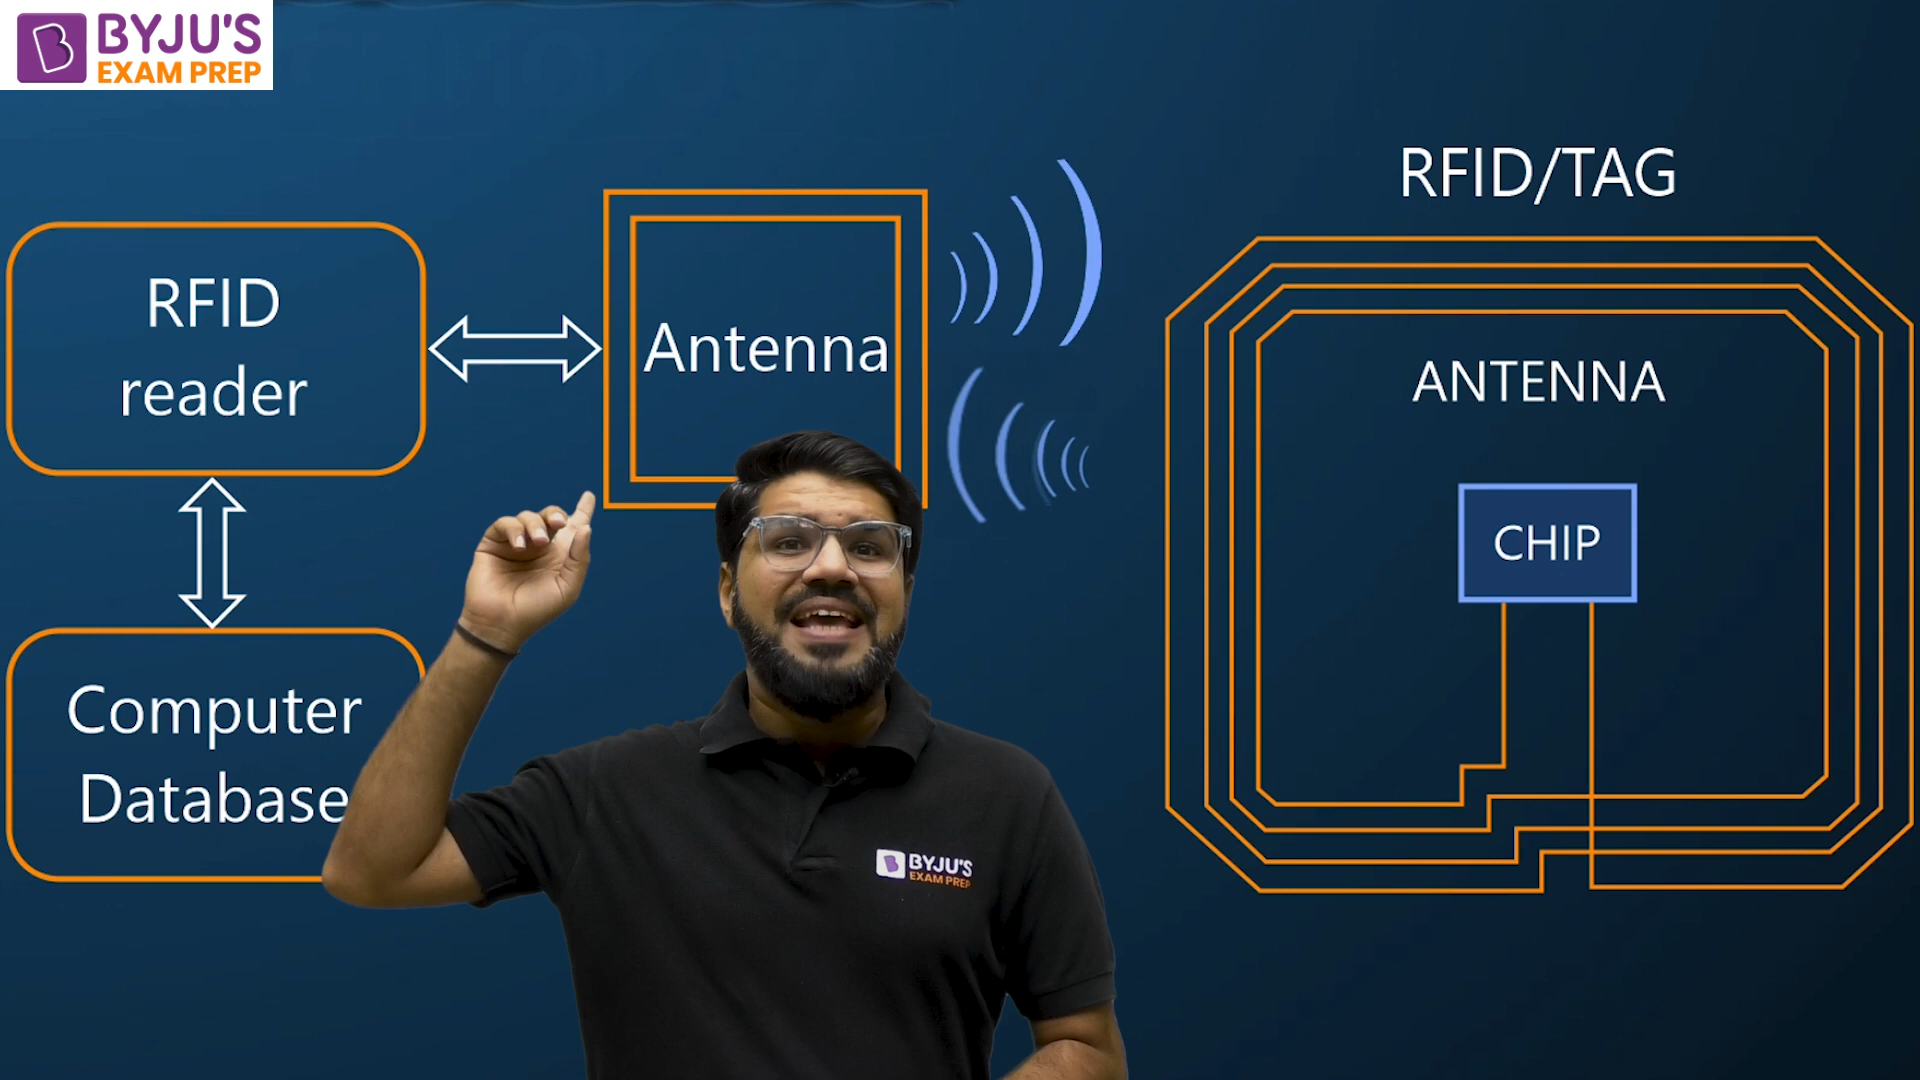 BYJU'S
EXAM PREP
RFID/TAG
RFID
reader
Antenna
ANTENNA
CHIP
Computer
Database
BYJU'S
EXAM PREP